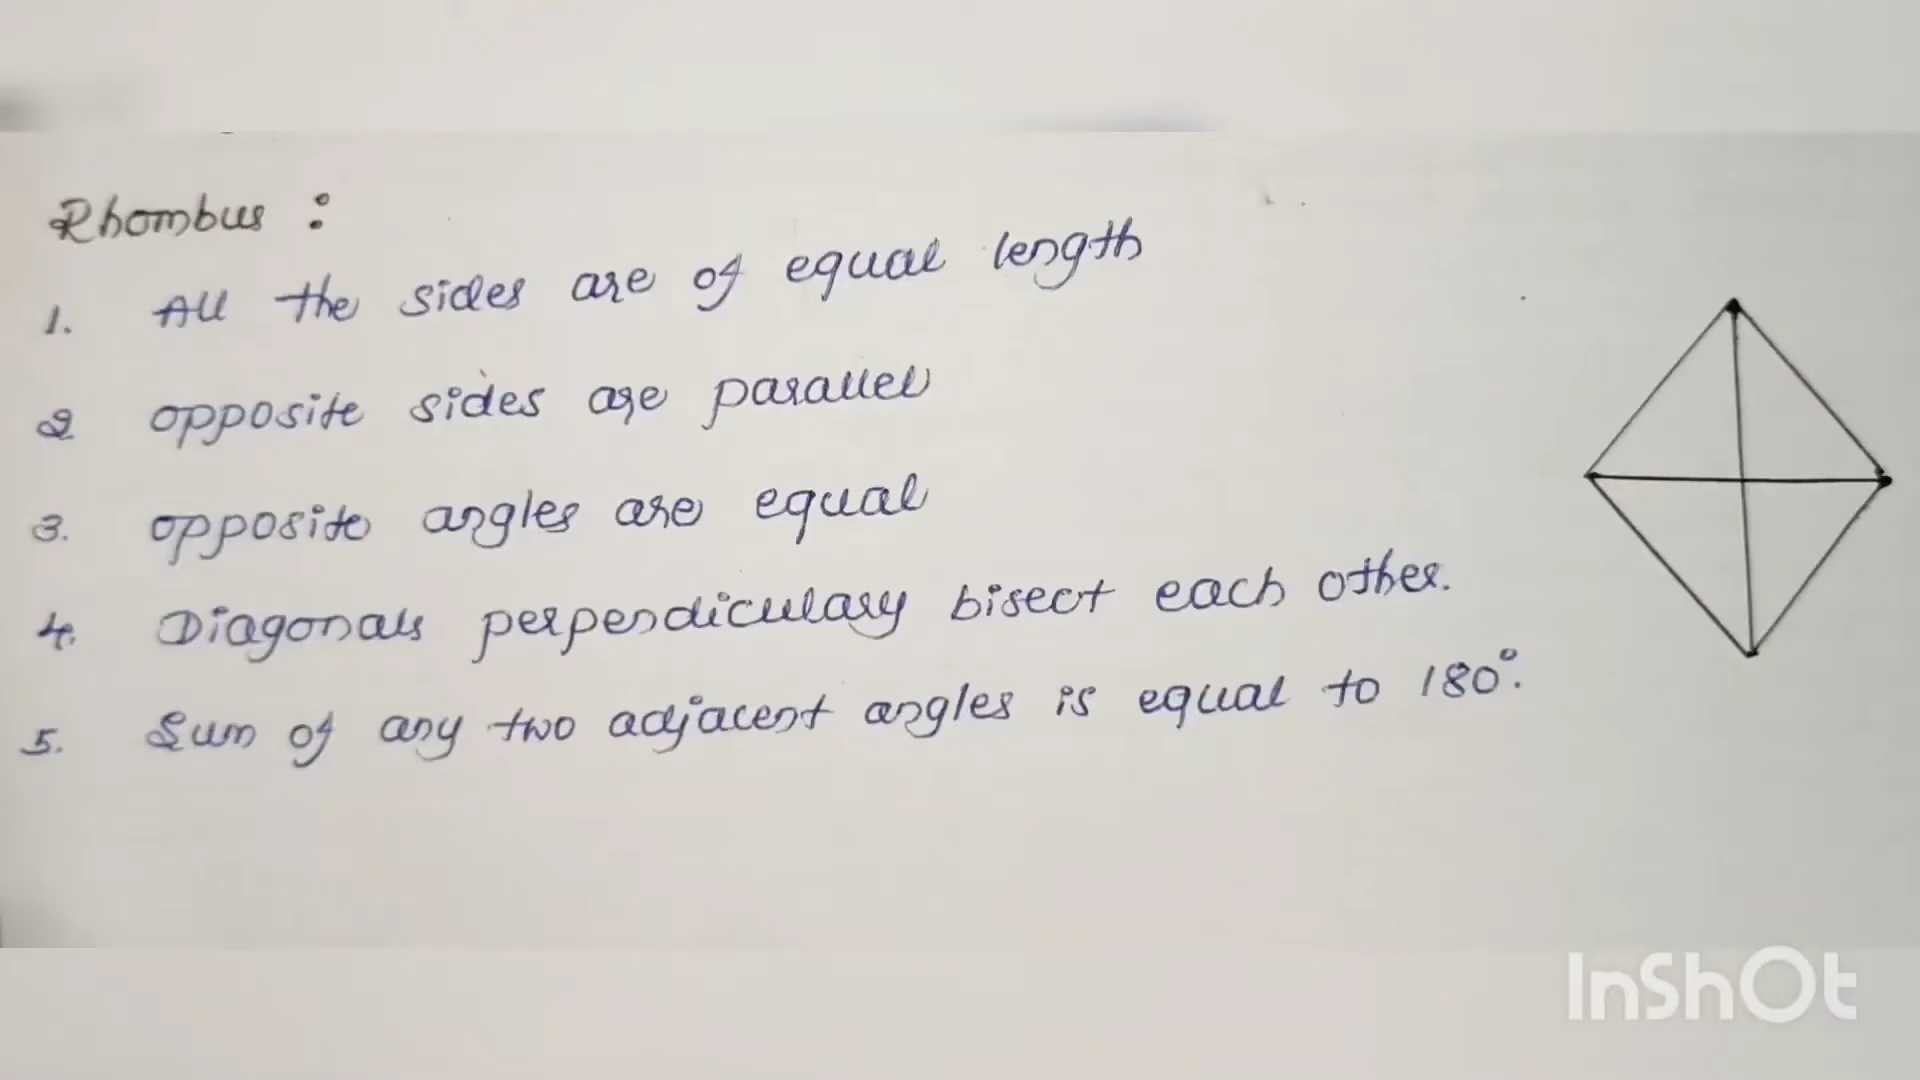 Rhombus :
1. All the sides are of equal length
2. opposite sides are parallel
3. opposite angles are equal
4. Diagonals perpendiculary bisect each other.
5. Sum of any two adjacent angles is equal to 180°.
InShOt